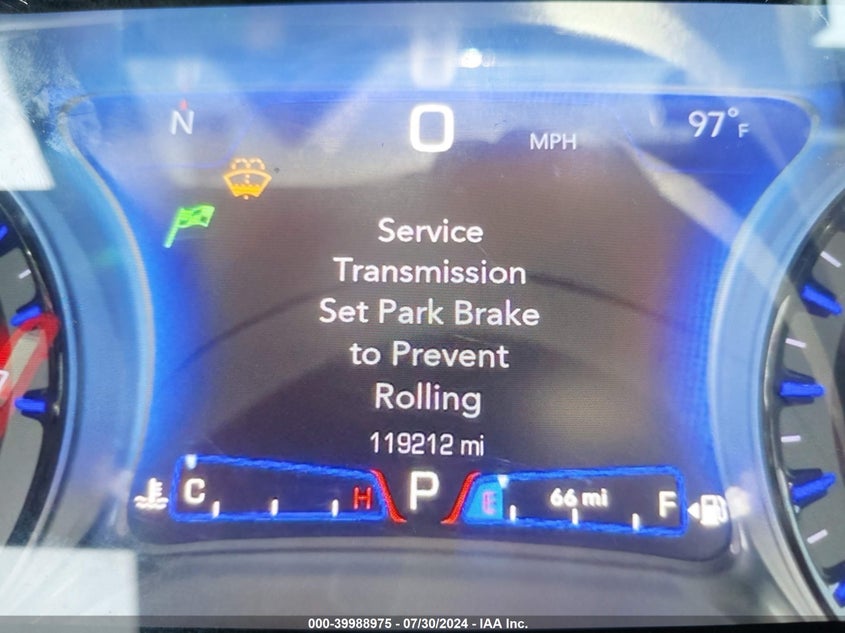 N
0
MPH
97°F
Service
Transmission
Set Park Brake
to Prevent
Rolling
119212 mi
C
H
P
E
66 mi
F
000-39988975 - 07/30/2024 - IAA Inc.